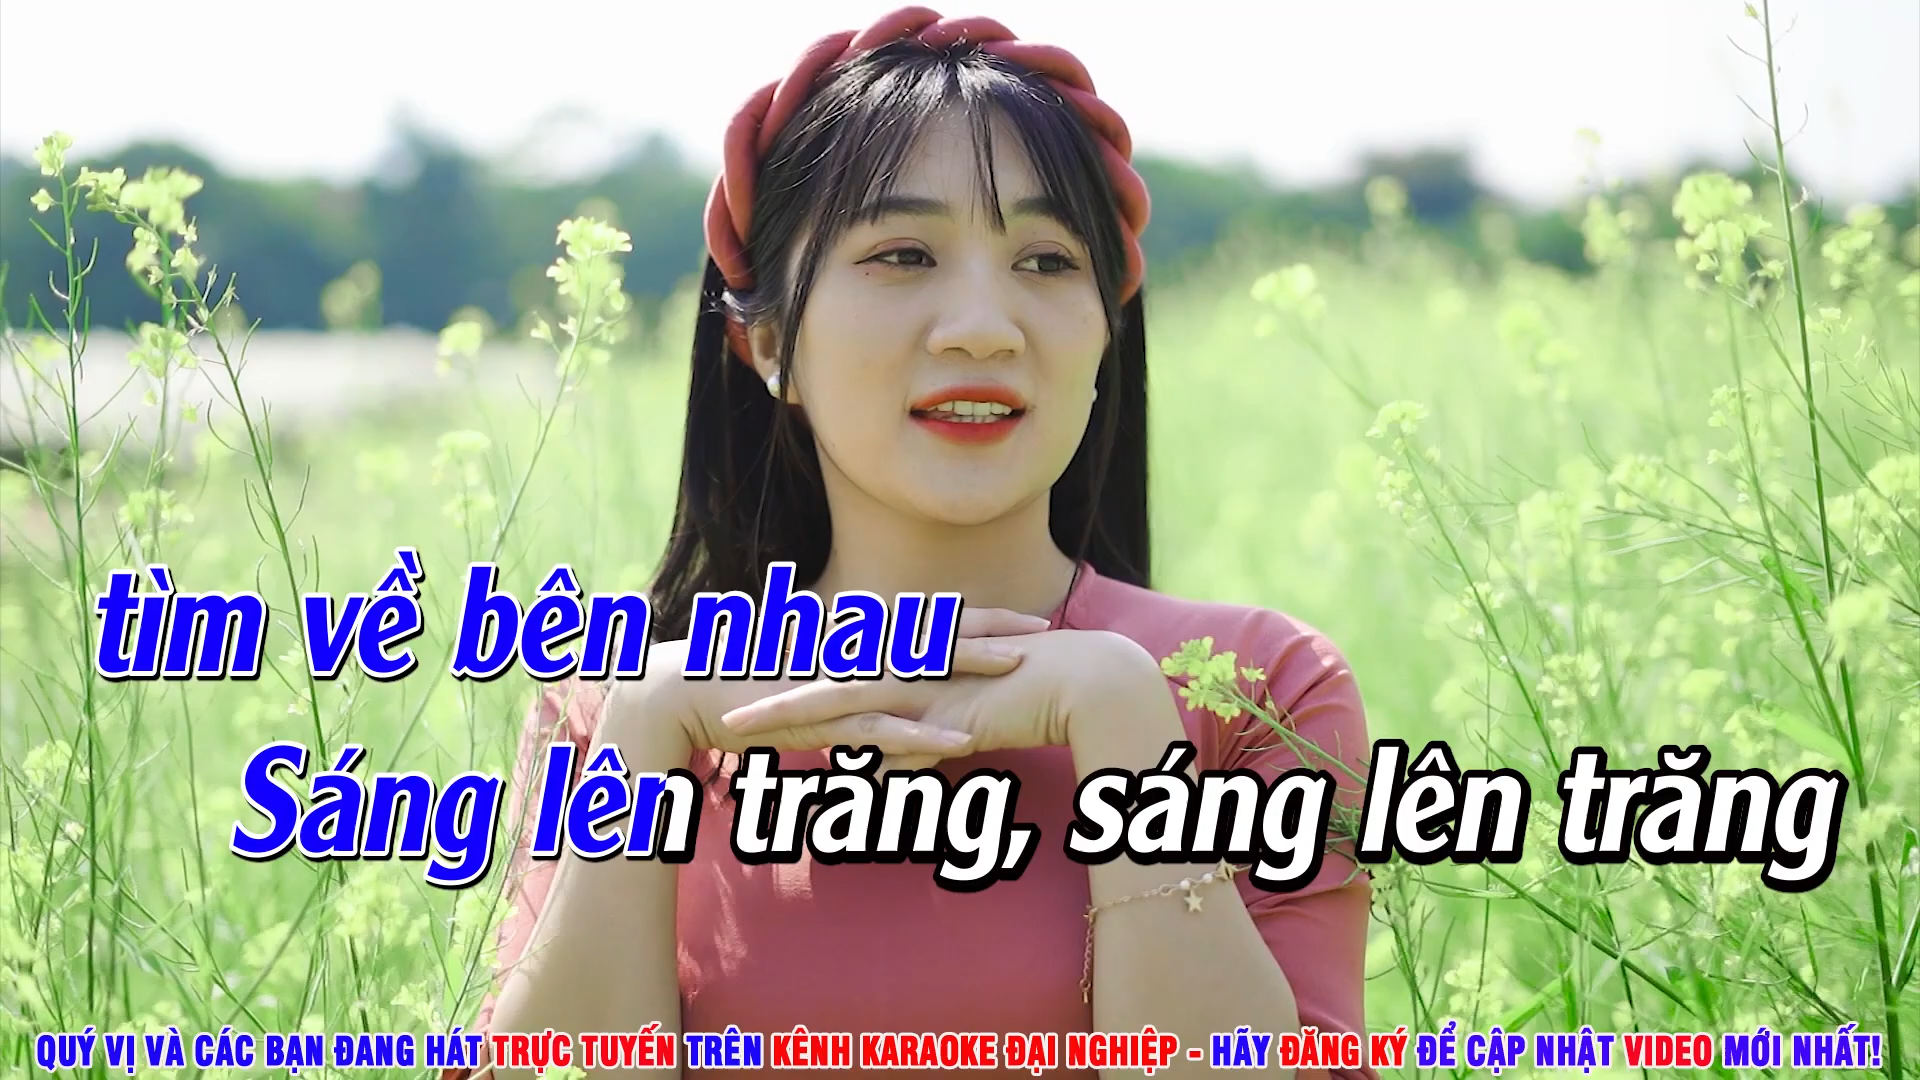 tìm về bên nhau
Sáng lên trăng, sáng lên trăng
QUÝ VỊ VÀ CÁC BẠN ĐANG HÁT TRỰC TUYẾN TRÊN KÊNH KARAOKE ĐẠI NGHIỆP - HÃY ĐĂNG KÝ ĐỂ CẬP NHẬT VIDEO MỚI NHẤT!